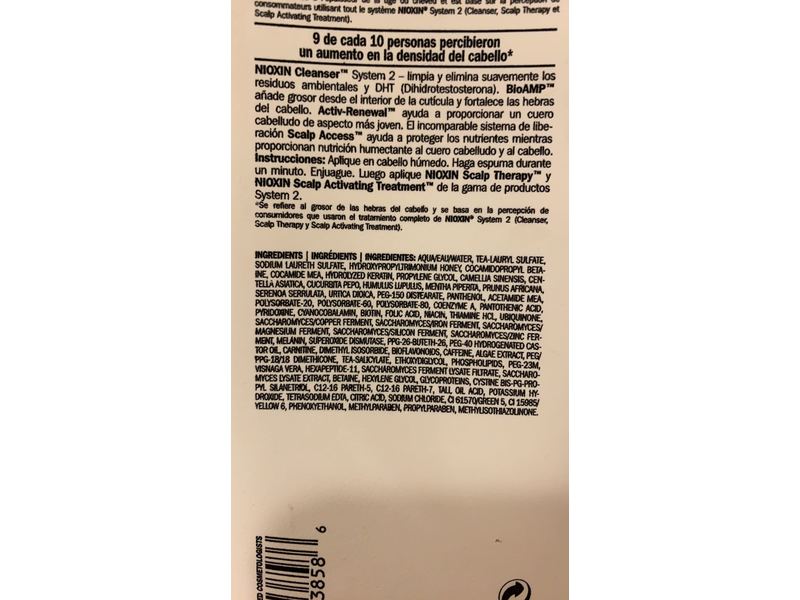 consommateurs utilisant tout le système NIOXIN® System 2 (Cleanser, Scalp Therapy et
Scalp Activating Treatment).
9 de cada 10 personas percibieron
un aumento en la densidad del cabello*
NIOXIN Cleanser™ System 2 – limpia y elimina suavemente los
residuos ambientales y DHT (Dihidrotestosterona). BioAMP™
añade grosor desde el interior de la cutícula y fortalece las hebras
del cabello. Activ-Renewal™ ayuda a proporcionar un cuero
cabelludo de aspecto más joven. El incomparable sistema de libe-
ración Scalp Access™ ayuda a proteger los nutrientes mientras
proporcionan nutrición humectante al cuero cabelludo y al cabello.
Instrucciones: Aplique en cabello húmedo. Haga espuma durante
un minuto. Enjuague. Luego aplique NIOXIN Scalp Therapy™ y
NIOXIN Scalp Activating Treatment™ de la gama de productos
System 2.
*Se refiere al grosor de las hebras del cabello y se basa en la percepción de
consumidores que usaron el tratamiento completo de NIOXIN® System 2 (Cleanser,
Scalp Therapy y Scalp Activating Treatment).
INGREDIENTS | INGRÉDIENTS | INGREDIENTES: AQUA/EAU/WATER, TEA-LAURYL SULFATE,
SODIUM LAURETH SULFATE, HYDROXYPROPYLTRIMONIUM HONEY, COCAMIDOPROPYL BETA-
INE, COCAMIDE MEA, HYDROLYZED KERATIN, PROPYLENE GLYCOL, CAMELLIA SINENSIS, CEN-
TELLA ASIATICA, CUCURBITA PEPO, HUMULUS LUPULUS, MENTHA PIPERITA, PRUNUS AFRICANA,
SERENOA SERRULATA, URTICA DIOICA, PEG-150 DISTEARATE, PANTHENOL, ACETAMIDE MEA,
POLYSORBATE-20, POLYSORBATE-60, POLYSORBATE-80, COENZYME A, PANTOTHENIC ACID,
PYRIDOXINE, CYANOCOBALAMIN, BIOTIN, FOLIC ACID, NIACIN, THIAMINE HCL, UBIQUINONE,
SACCHAROMYCES/COPPER FERMENT, SACCHAROMYCES/IRON FERMENT, SACCHAROMYCES/
MAGNESIUM FERMENT, SACCHAROMYCES/SILICON FERMENT, SACCHAROMYCES/ZINC FER-
MENT, MELANIN, SUPEROXIDE DISMUTASE, PPG-26-BUTETH-26, PEG-40 HYDROGENATED CAS-
TOR OIL, CARNITINE, DIMETHYL ISOSORBIDE, BIOFLAVONOIDS, CAFFEINE, ALGAE EXTRACT, PEG/
PPG-18/18 DIMETHICONE, TEA-SALICYLATE, ETHOXYDIGLYCOL, PHOSPHOLIPIDS, PEG-23M,
VISNAGA VERA, HEXAPEPTIDE-11, SACCHAROMYCES FERMENT LYSATE FILTRATE, SACCHARO-
MYCES LYSATE EXTRACT, BETAINE, HEXYLENE GLYCOL, GLYCOPROTEINS, CYSTINE BIS-PG-PRO-
PYL SILANETRIOL, C12-16 PARETH-5, C12-16 PARETH-7, TALL OIL ACID, POTASSIUM HY-
DROXIDE, TETRASODIUM EDTA, CITRIC ACID, SODIUM CHLORIDE, CI 61570/GREEN 5, CI 15985/
YELLOW 6, PHENOXYETHANOL, METHYLPARABEN, PROPYLPARABEN, METHYLISOTHIAZOLINONE.
COSMETOLOGISTS
3858
6